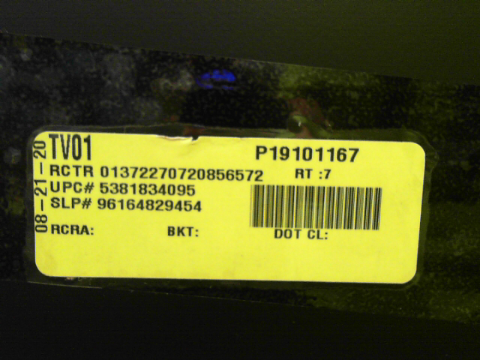 TV01 P19101167
RCTR 01372270720856572 RT :7
UPC# 5381834095
SLP# 96164829454
RCRA: BKT: DOT CL:
08-21-20